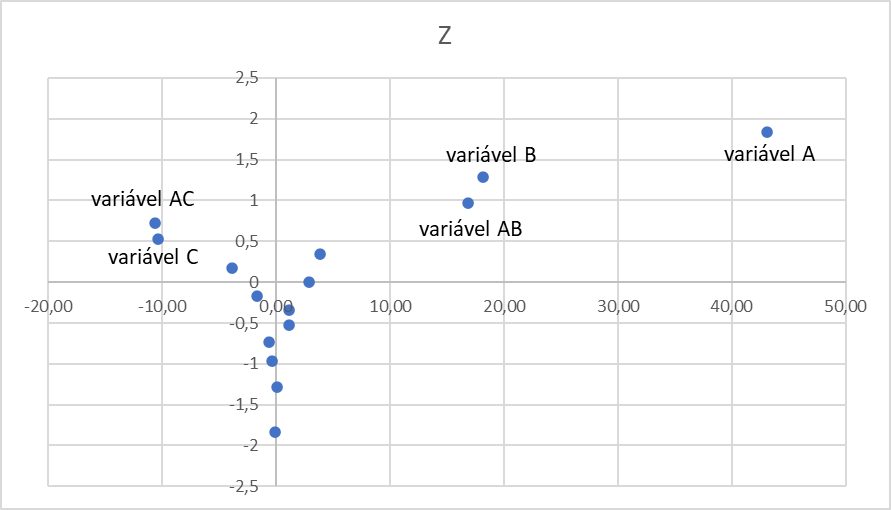 Z
2,5
2
variável B
variável A
1,5
variável AC
1
variável AB
variável C
0,5
0
-20,00 -10,00 0,00 10,00 20,00 30,00 40,00 50,00
-0,5
-1
-1,5
-2
-2,5